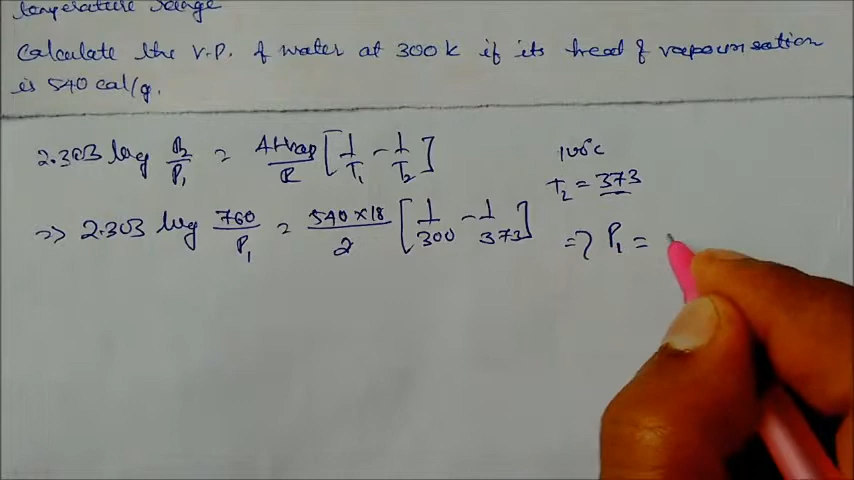 temperature range
Calculate the V.P. of water at 300 K if its heat of vapourisation
is 540 cal/g.
2.303 log P2/P1 = ΔHvap/R [1/T1 - 1/T2]
100°C
T2 = 373
=> 2.303 log 760/P1 = 540 × 18/2 [1/300 - 1/373] => P1 =